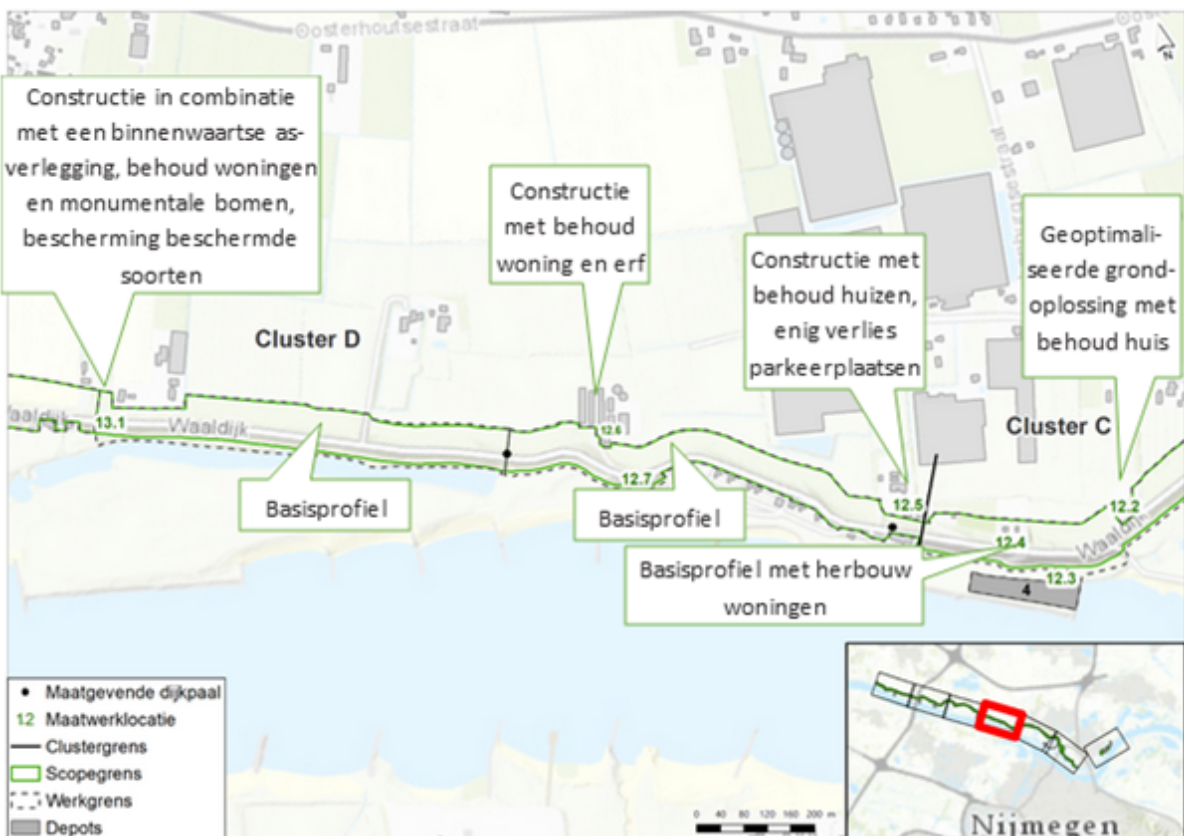 Oosterhoutsestraat
Oosterhoutsestraat
N
Constructie in combinatie
met een binnenwaartse as-
verlegging, behoud woningen
en monumentale bomen,
bescherming beschermde
soorten
Constructie
met behoud
woning en erf
Constructie met
behoud huizen,
enig verlies
parkeerplaatsen
Geoptimali-
seerde grond-
oplossing met
behoud huis
Cluster D
Cluster C
Waaldijk
13.1
Waaldijk
12.6
12.7
12.5
12.2
12.4
Waaldijk
12.3
4
Basisprofiel
Basisprofiel
Basisprofiel met herbouw
woningen
Maatgevende dijkpaal
12 Maatwerklocatie
Clustergrens
Scopegrens
Werkgrens
Depots
0 40 80 120 160 200 m
Nijmegen